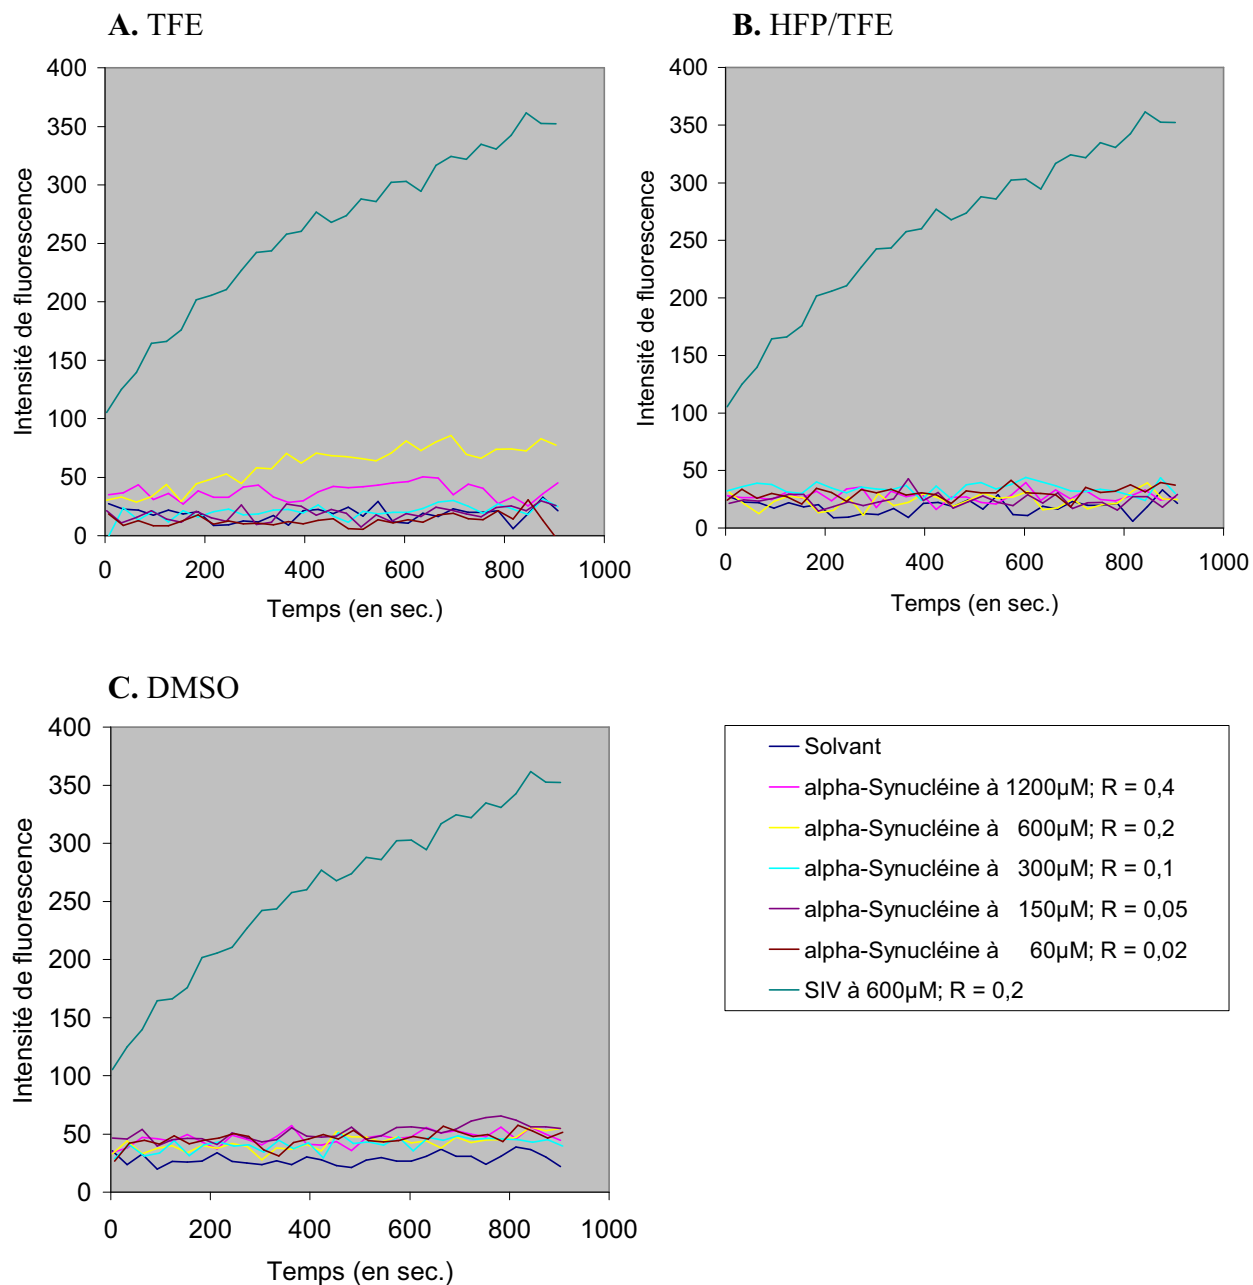 A. TFE
Intensité de fluorescence
400
350
300
250
200
150
100
50
0
0 200 400 600 800 1000
Temps (en sec.)
B. HFP/TFE
Intensité de fluorescence
400
350
300
250
200
150
100
50
0
0 200 400 600 800 1000
Temps (en sec.)
C. DMSO
Intensité de fluorescence
400
350
300
250
200
150
100
50
0
0 200 400 600 800 1000
Temps (en sec.)
Solvant
alpha-Synucléine à 1200µM; R = 0,4
alpha-Synucléine à 600µM; R = 0,2
alpha-Synucléine à 300µM; R = 0,1
alpha-Synucléine à 150µM; R = 0,05
alpha-Synucléine à 60µM; R = 0,02
SIV à 600µM; R = 0,2